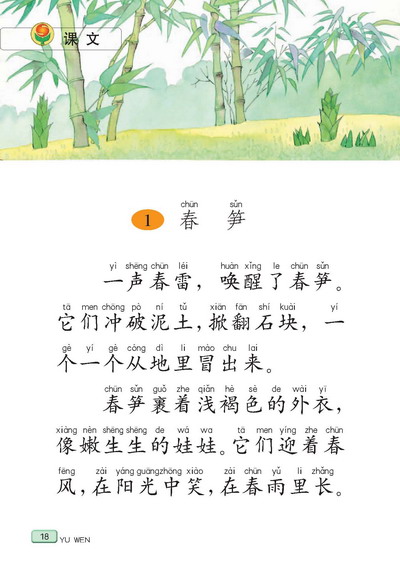 课文
chūn sǔn
1 春笋
yì shēng chūn léi huàn xǐng le chūn sǔn
一声春雷，唤醒了春笋。
tā men chōng pò ní tǔ xiān fān shí kuài yí
它们冲破泥土，掀翻石块，一
gè yí gè cóng dì lǐ mào chu lai
个一个从地里冒出来。
chūn sǔn guǒ zhe qiǎn hè sè de wài yī
春笋裹着浅褐色的外衣，
xiàng nèn shēng shēng de wá wa tā men yíng zhe chūn
像嫩生生的娃娃。它们迎着春
fēng zài yáng guāng zhōng xiào zài chūn yǔ lǐ zhǎng
风，在阳光中笑，在春雨里长。
18 YU WEN